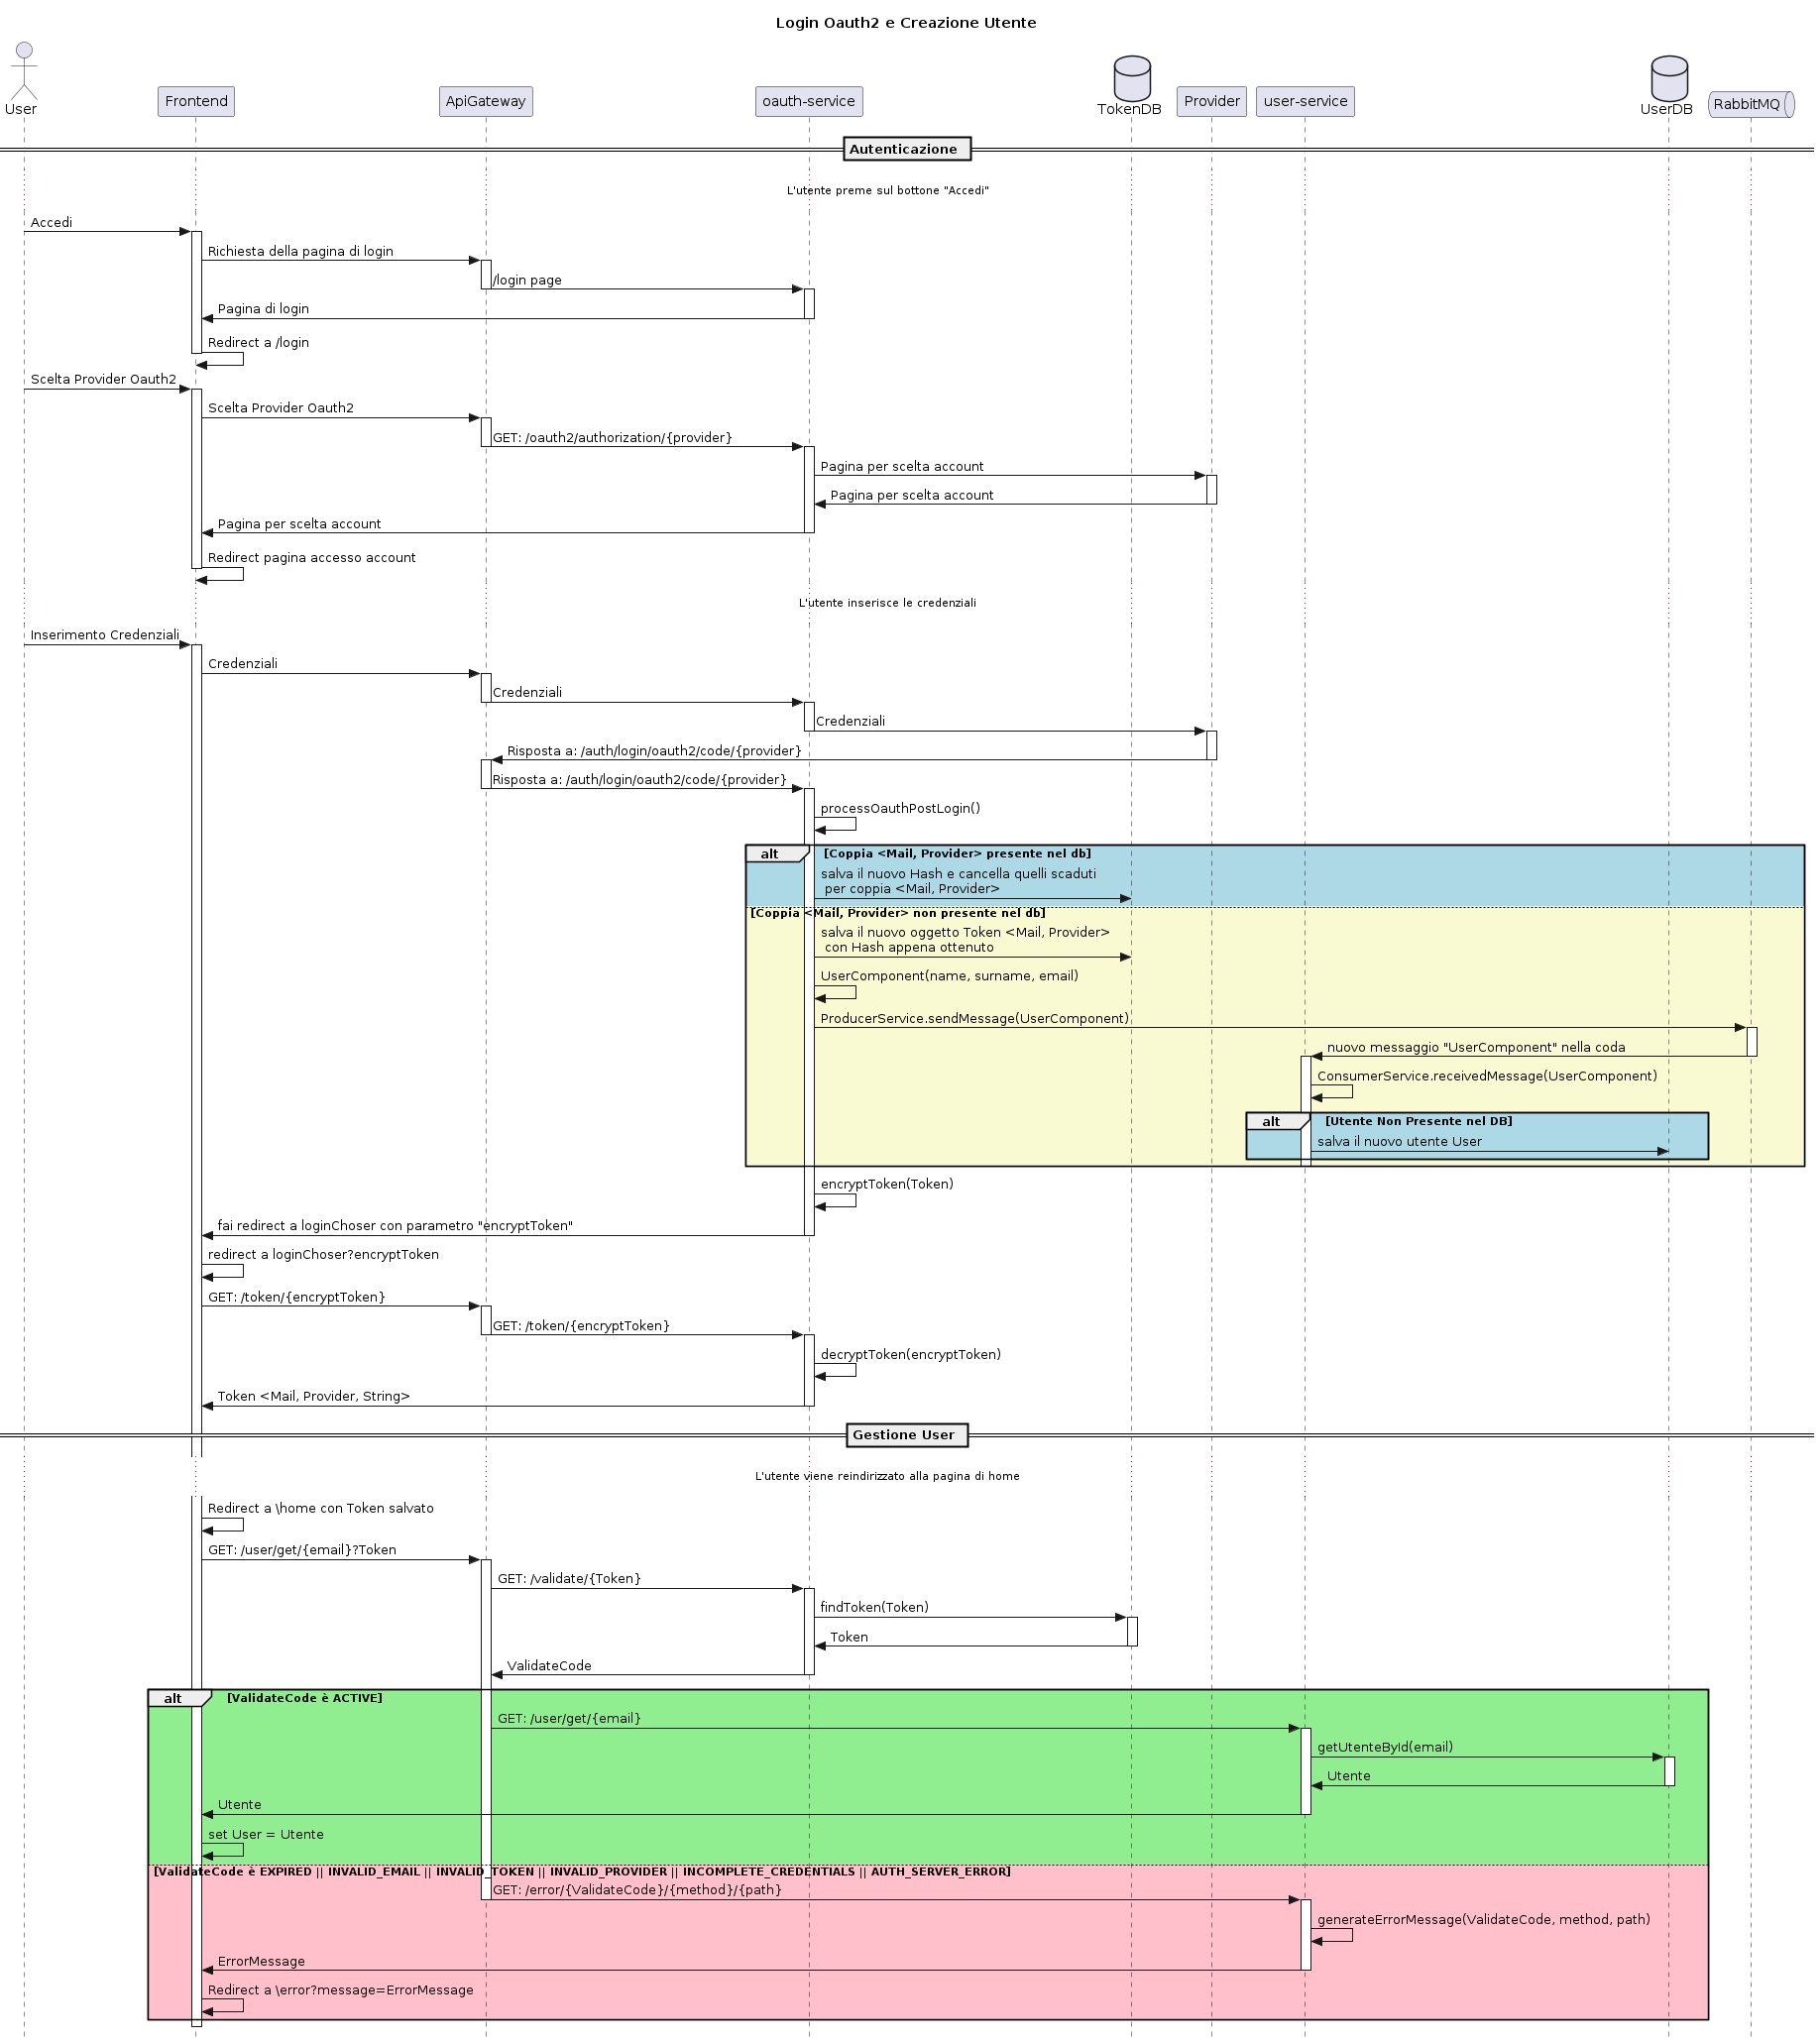 Login Oauth2 e Creazione Utente
User
Frontend
ApiGateway
oauth-service
TokenDB
Provider
user-service
UserDB
RabbitMQ
Autenticazione
L'utente preme sul bottone "Accedi"
Accedi
Richiesta della pagina di login
/login page
Pagina di login
Redirect a /login
Scelta Provider Oauth2
Scelta Provider Oauth2
GET: /oauth2/authorization/{provider}
Pagina per scelta account
Pagina per scelta account
Pagina per scelta account
Redirect pagina accesso account
L'utente inserisce le credenziali
Inserimento Credenziali
Credenziali
Credenziali
Credenziali
Risposta a: /auth/login/oauth2/code/{provider}
Risposta a: /auth/login/oauth2/code/{provider}
processOauthPostLogin()
alt [Coppia <Mail, Provider> presente nel db]
salva il nuovo Hash e cancella quelli scaduti
per coppia <Mail, Provider>
[Coppia <Mail, Provider> non presente nel db]
salva il nuovo oggetto Token <Mail, Provider>
con Hash appena ottenuto
UserComponent(name, surname, email)
ProducerService.sendMessage(UserComponent)
nuovo messaggio "UserComponent" nella coda
ConsumerService.receivedMessage(UserComponent)
alt [Utente Non Presente nel DB]
salva il nuovo utente User
encryptToken(Token)
fai redirect a loginChoser con parametro "encryptToken"
redirect a loginChoser?encryptToken
GET: /token/{encryptToken}
GET: /token/{encryptToken}
decryptToken(encryptToken)
Token <Mail, Provider, String>
Gestione User
L'utente viene reindirizzato alla pagina di home
Redirect a \home con Token salvato
GET: /user/get/{email}?Token
GET: /validate/{Token}
findToken(Token)
Token
ValidateCode
alt [ValidateCode è ACTIVE]
GET: /user/get/{email}
getUtenteById(email)
Utente
Utente
set User = Utente
[ValidateCode è EXPIRED || INVALID_EMAIL || INVALID_TOKEN || INVALID_PROVIDER || INCOMPLETE_CREDENTIALS || AUTH_SERVER_ERROR]
GET: /error/{ValidateCode}/{method}/{path}
generateErrorMessage(ValidateCode, method, path)
ErrorMessage
Redirect a \error?message=ErrorMessage